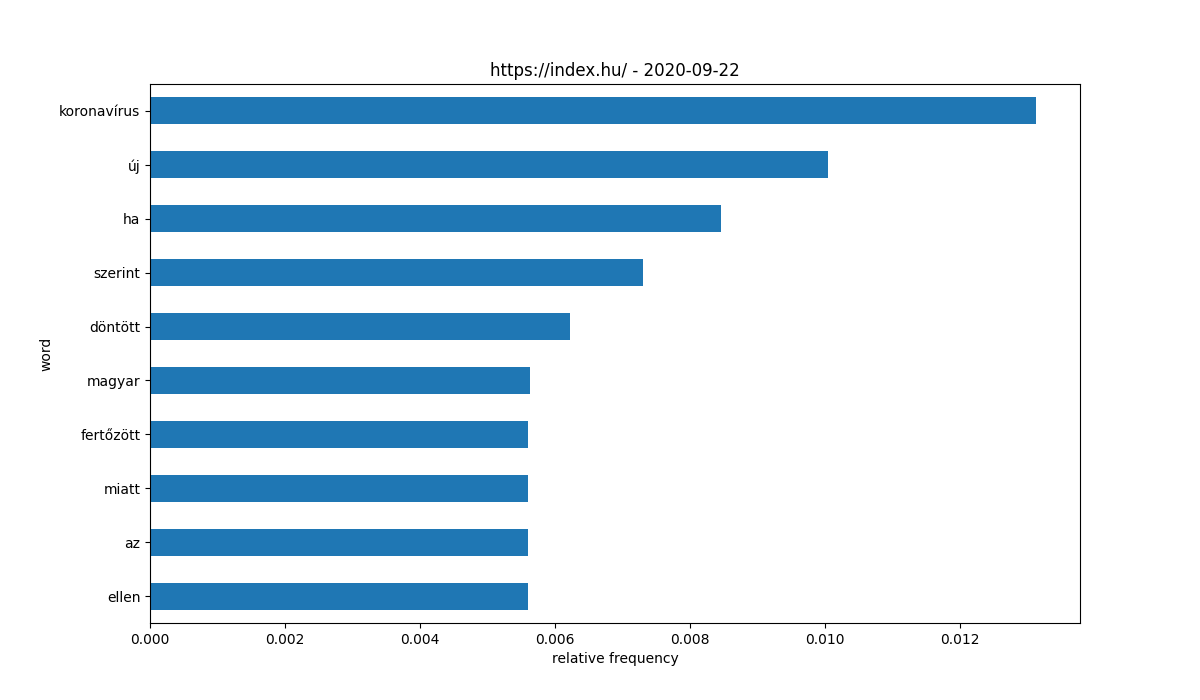 https://index.hu/ - 2020-09-22
word
koronavírus
új
ha
szerint
döntött
magyar
fertőzött
miatt
az
ellen
0.000 0.002 0.004 0.006 0.008 0.010 0.012
relative frequency